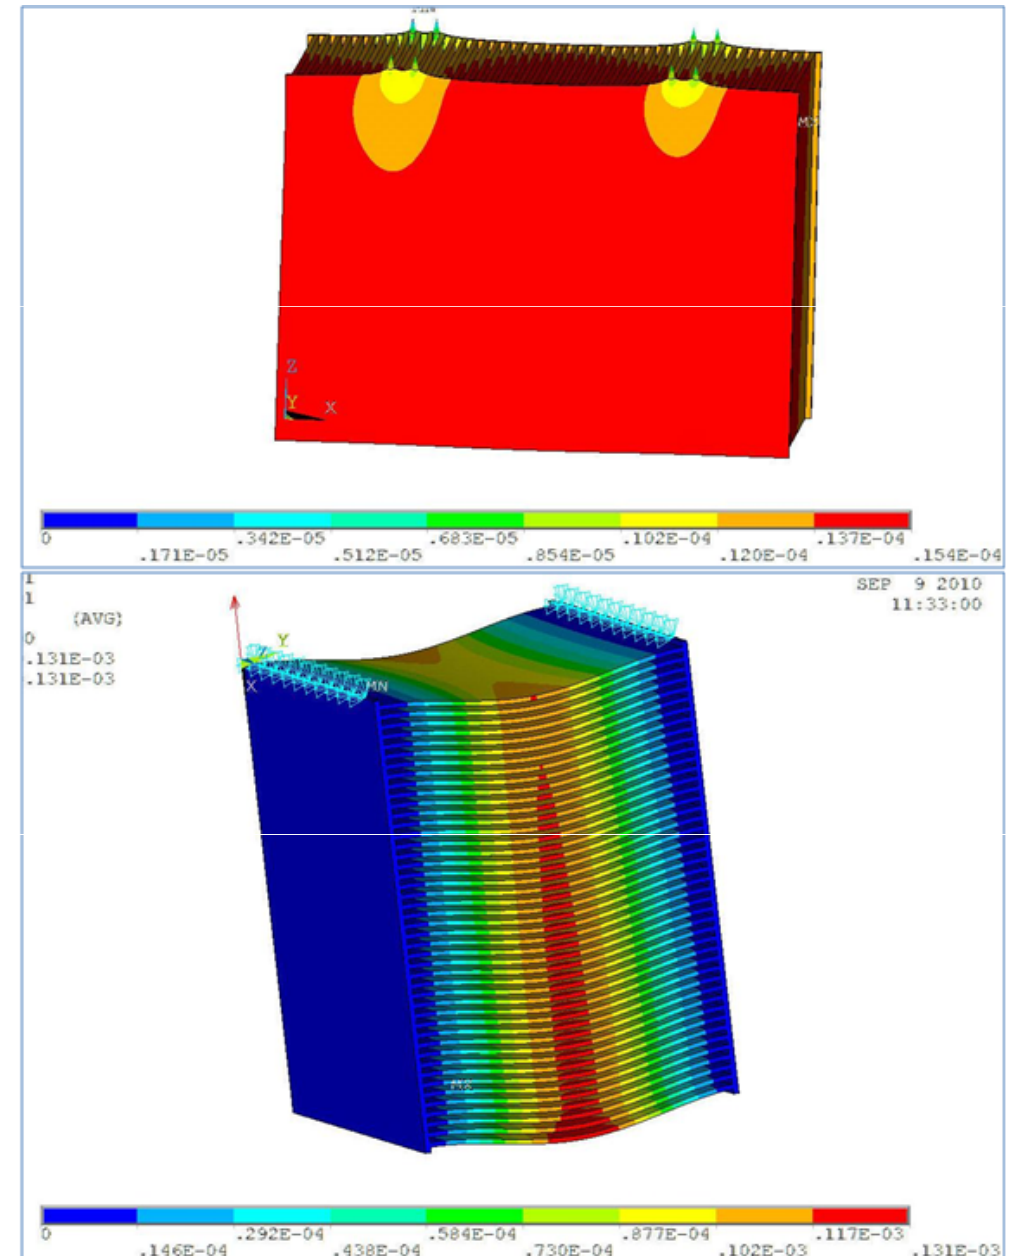 MX
Z
Y
X
0 .342E-05 .683E-05 .102E-04 .137E-04
.171E-05 .512E-05 .854E-05 .120E-04 .154E-04
1
1
(AVG)
0
.131E-03
.131E-03
SEP 9 2010
11:33:00
Y
X
MN
MX
0 .292E-04 .584E-04 .877E-04 .117E-03
.146E-04 .438E-04 .730E-04 .102E-03 .131E-03